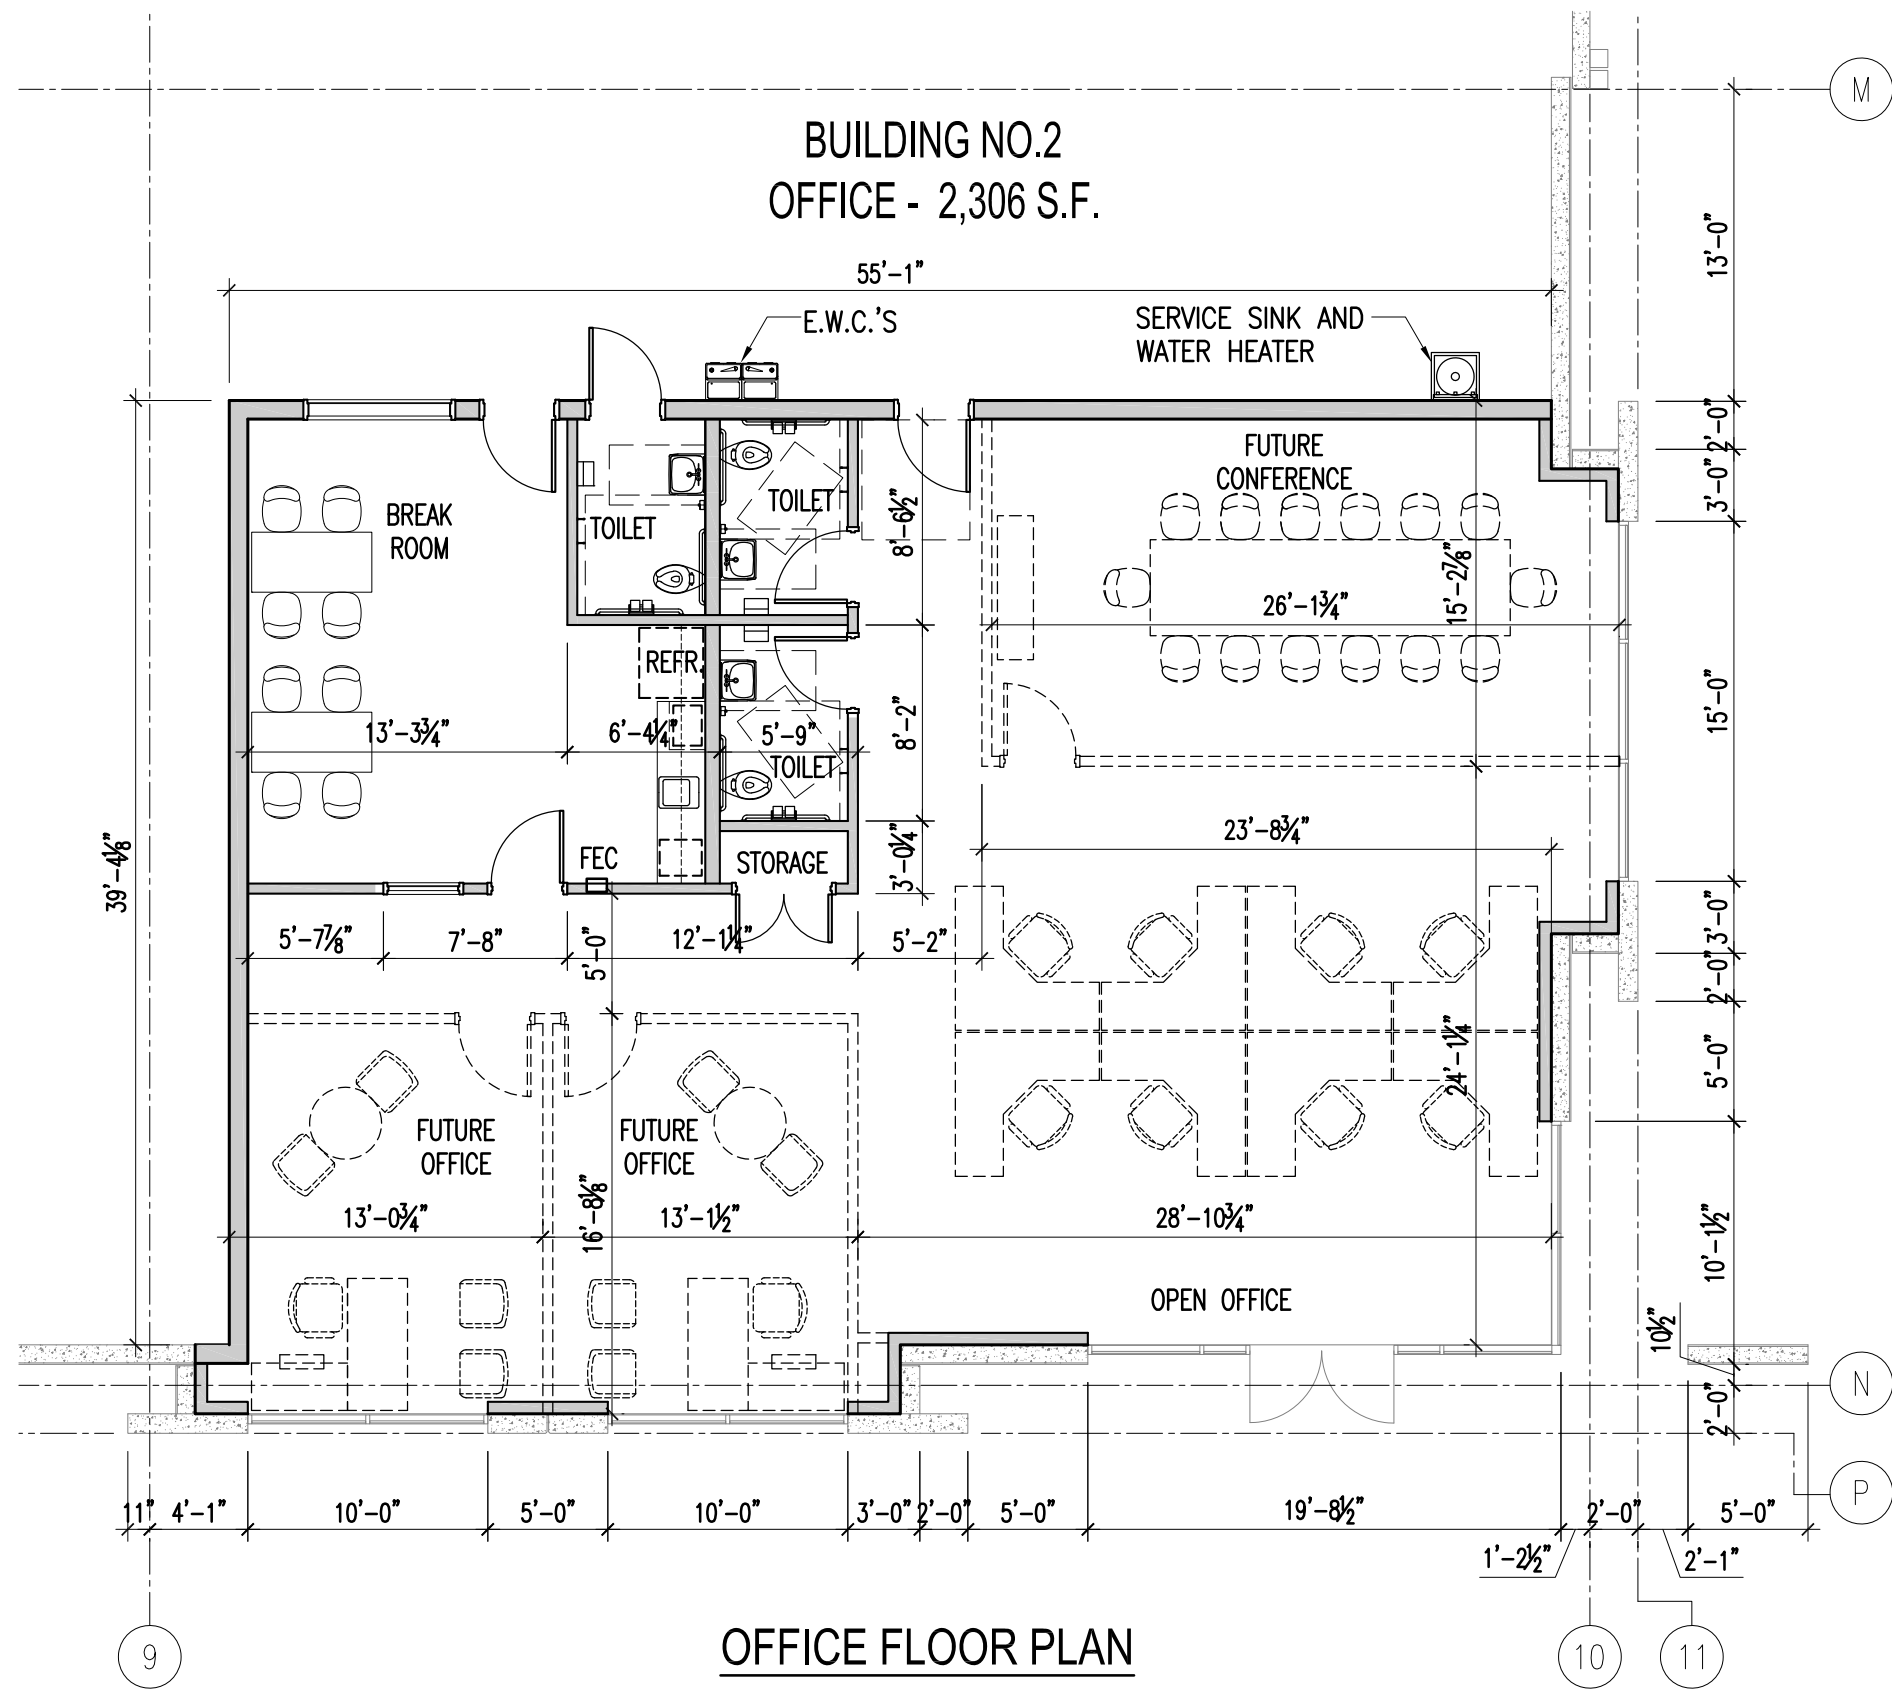 M
BUILDING NO.2
OFFICE - 2,306 S.F.
13'-0"
55'-1"
E.W.C.'S
SERVICE SINK AND
WATER HEATER
2'-0"
3'-0"
FUTURE
CONFERENCE
BREAK
ROOM
TOILET
TOILET
8'-6½"
15'-2⅞"
26'-1¾"
REFR.
15'-0"
13'-3¾"
6'-4¼"
5'-9"
8'-2"
TOILET
39'-4⅛"
23'-8¾"
FEC
STORAGE
3'-0¼"
5'-7⅞"
7'-8"
5'-0"
12'-1¼"
5'-2"
3'-0"
2'-0"
24'-1¼"
5'-0"
FUTURE
OFFICE
FUTURE
OFFICE
13'-0¾"
16'-8⅛"
13'-1½"
28'-10¾"
10'-1½"
OPEN OFFICE
10½"
N
2'-0"
P
11"
4'-1"
10'-0"
5'-0"
10'-0"
3'-0"
2'-0"
5'-0"
19'-8½"
2'-0"
5'-0"
1'-2½"
2'-1"
OFFICE FLOOR PLAN
9
10
11